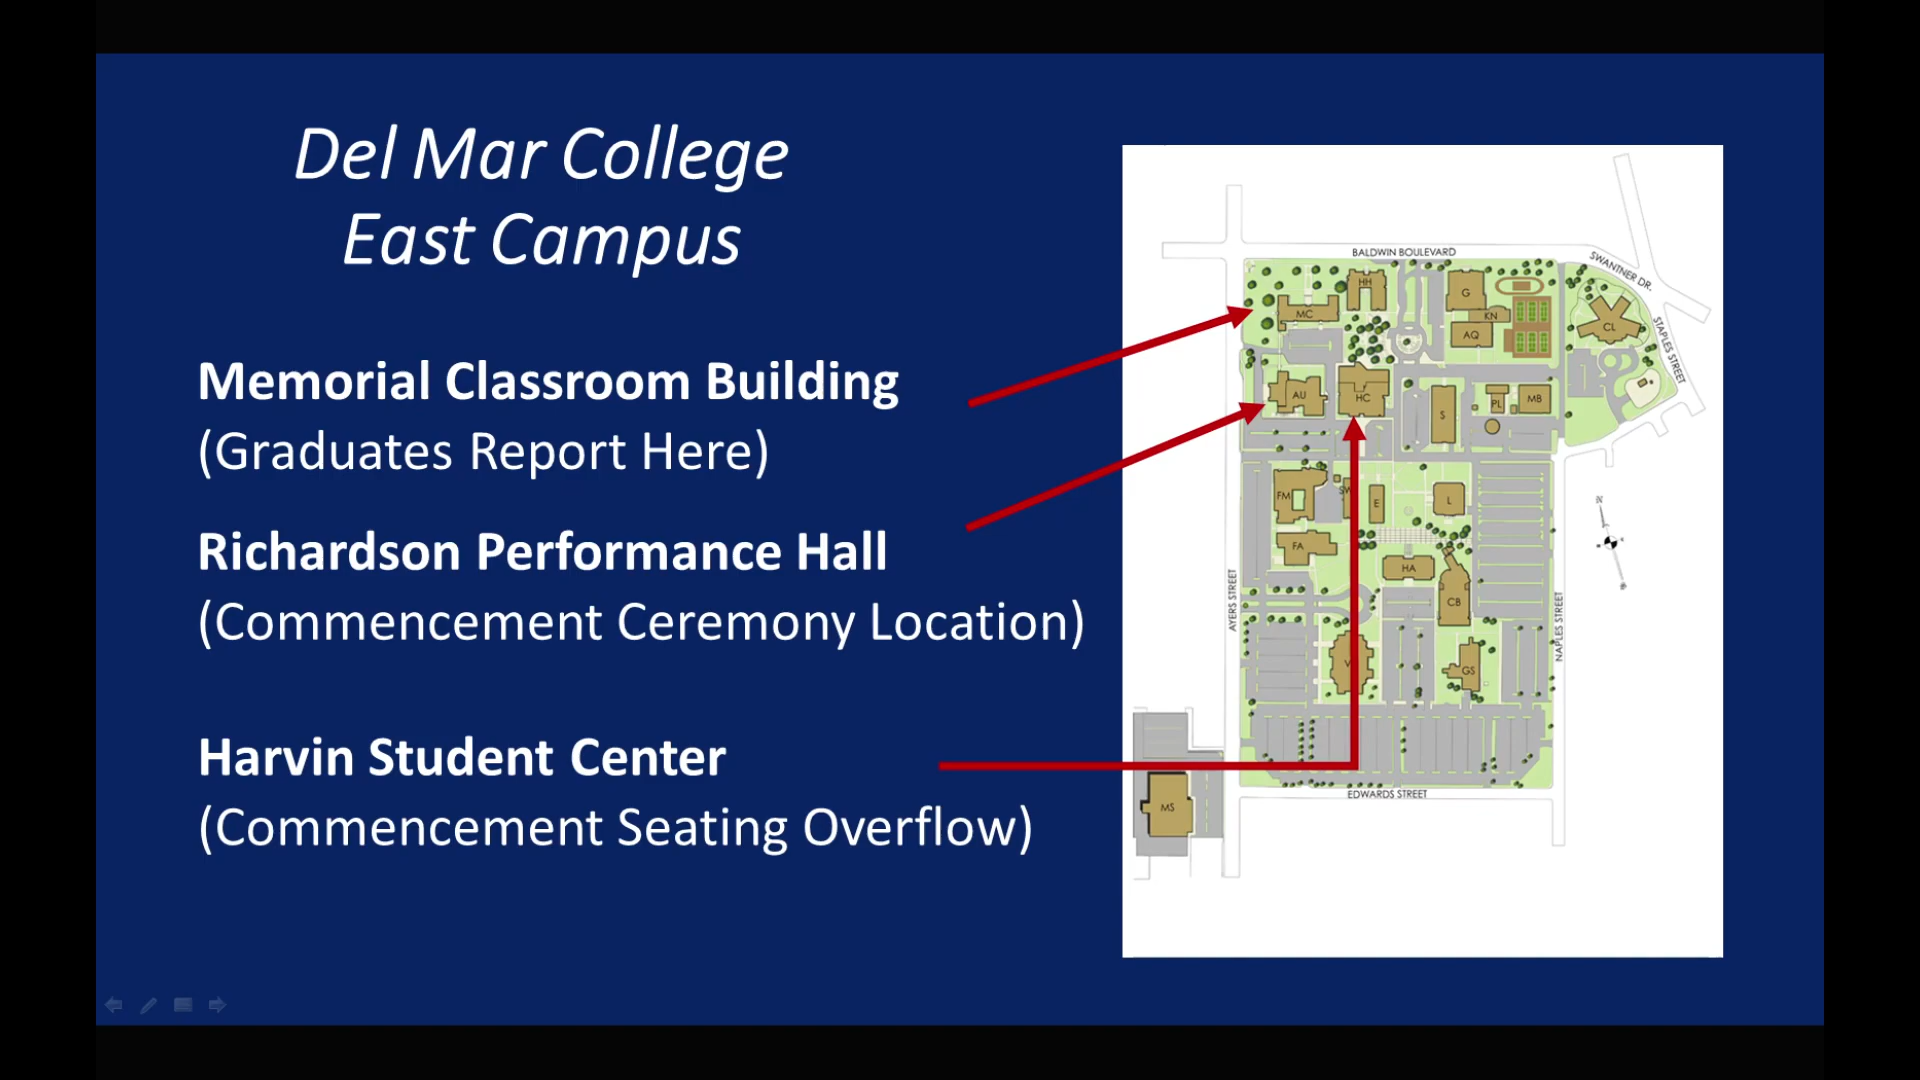 Del Mar College
East Campus
Memorial Classroom Building
(Graduates Report Here)
Richardson Performance Hall
(Commencement Ceremony Location)
Harvin Student Center
(Commencement Seating Overflow)
BALDWIN BOULEVARD
SWANTNER DR.
STAPLES STREET
HH
MC
G
KN
AQ
CL
AU
HC
S
PL
MB
FM
SW
E
L
FA
HA
CB
AYERS STREET
NAPLES STREET
V
GS
MS
EDWARDS STREET